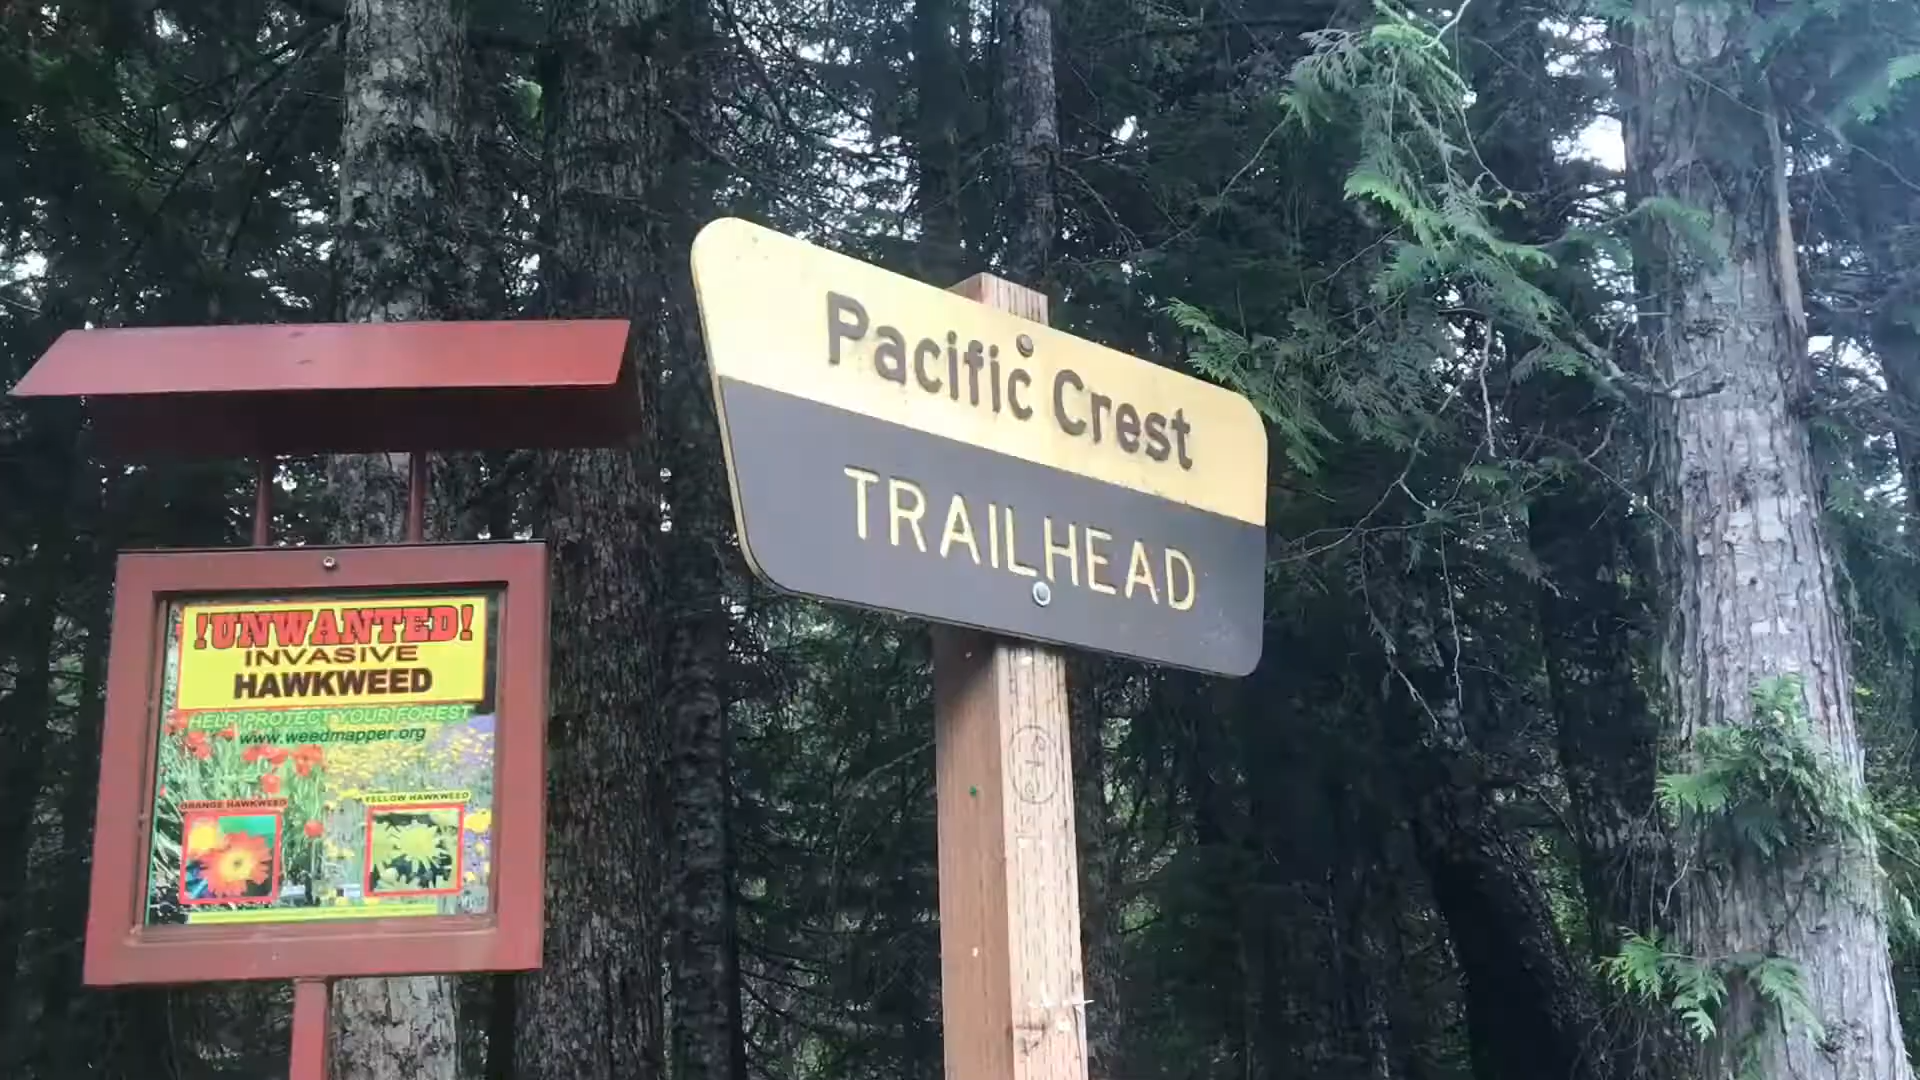 !UNWANTED!
INVASIVE
HAWKWEED
HELP PROTECT YOUR FOREST
www.weedmapper.org
ORANGE HAWKWEED
YELLOW HAWKWEED
Pacific Crest
TRAILHEAD